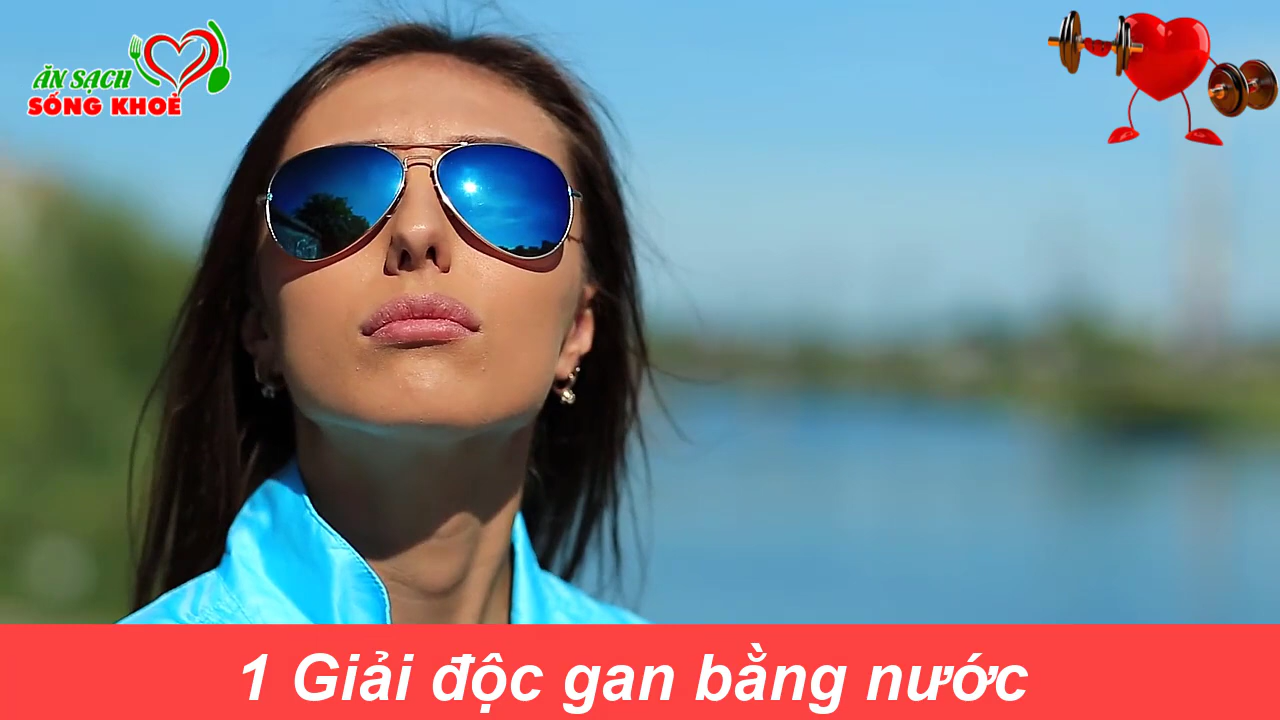 ĂN SẠCH
SỐNG KHOẺ
1 Giải độc gan bằng nước